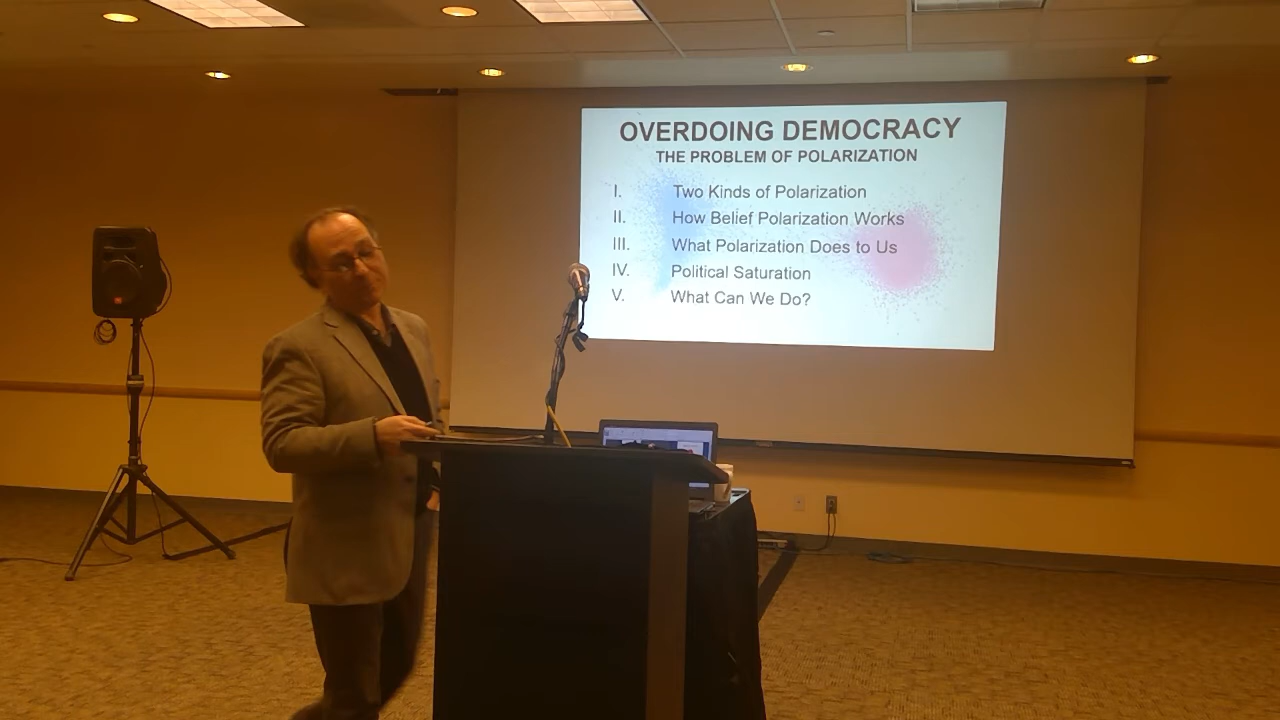 OVERDOING DEMOCRACY
THE PROBLEM OF POLARIZATION
I. Two Kinds of Polarization
II. How Belief Polarization Works
III. What Polarization Does to Us
IV. Political Saturation
V. What Can We Do?